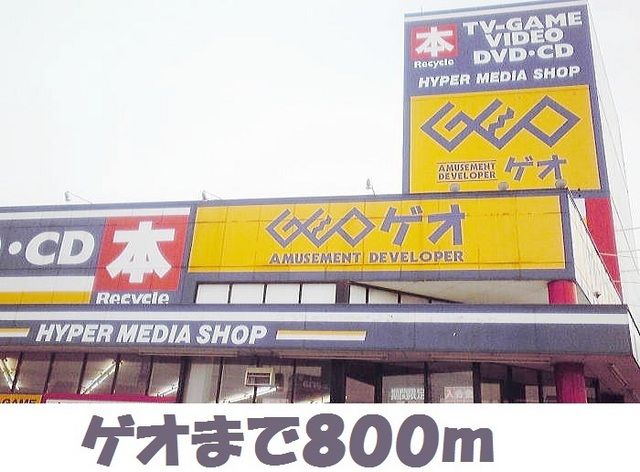 本
Recycle
TV-GAME
VIDEO
DVD・CD
HYPER MEDIA SHOP
GEO
AMUSEMENT
DEVELOPER
ゲオ
・CD
本
Recycle
GEO ゲオ
AMUSEMENT DEVELOPER
HYPER MEDIA SHOP
GAME
ゲオまで800m